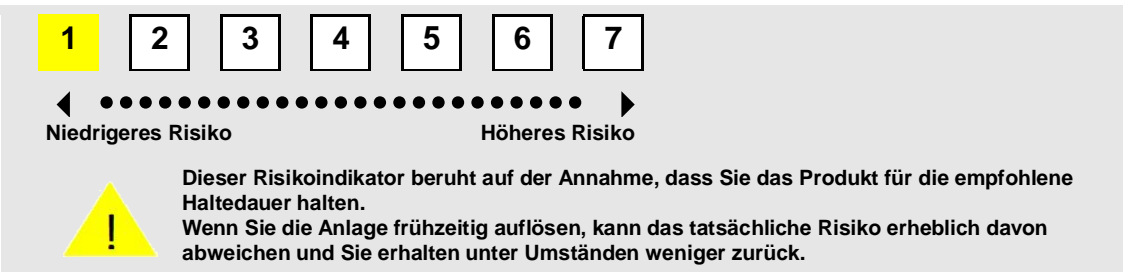 1 2 3 4 5 6 7
Niedrigeres Risiko Höheres Risiko
Dieser Risikoindikator beruht auf der Annahme, dass Sie das Produkt für die empfohlene
Haltedauer halten.
Wenn Sie die Anlage frühzeitig auflösen, kann das tatsächliche Risiko erheblich davon
abweichen und Sie erhalten unter Umständen weniger zurück.
!